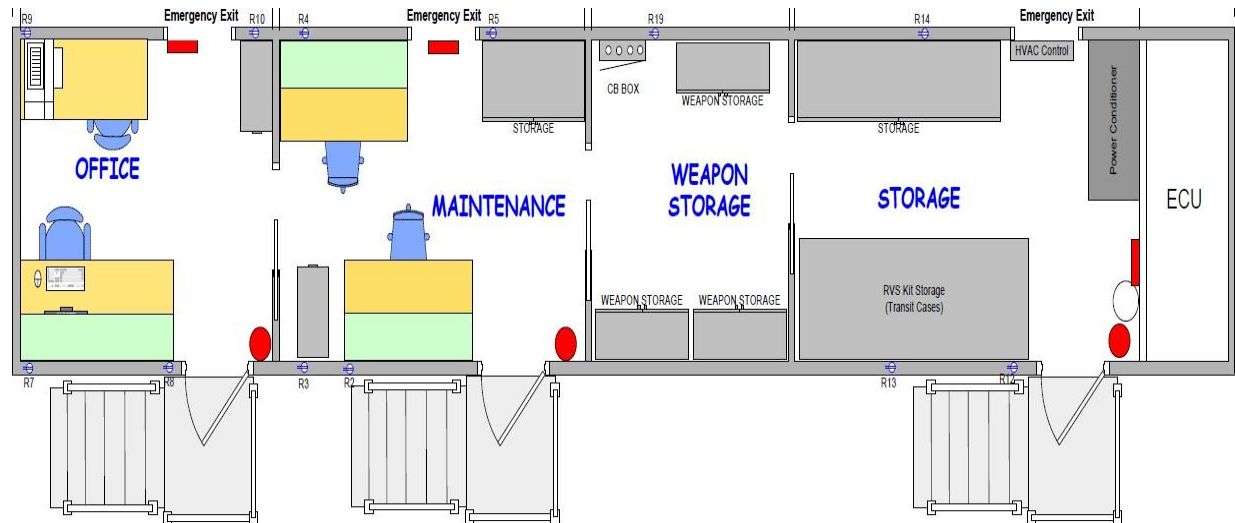 Emergency Exit
Emergency Exit
Emergency Exit
R9
R10
R4
R5
R19
R14
HVAC Control
CB BOX
WEAPON STORAGE
STORAGE
STORAGE
Power Conditioner
OFFICE
MAINTENANCE
WEAPON
STORAGE
STORAGE
ECU
RVS Kit Storage
(Transit Cases)
WEAPON STORAGE
WEAPON STORAGE
R7
R8
R3
R2
R13
R12